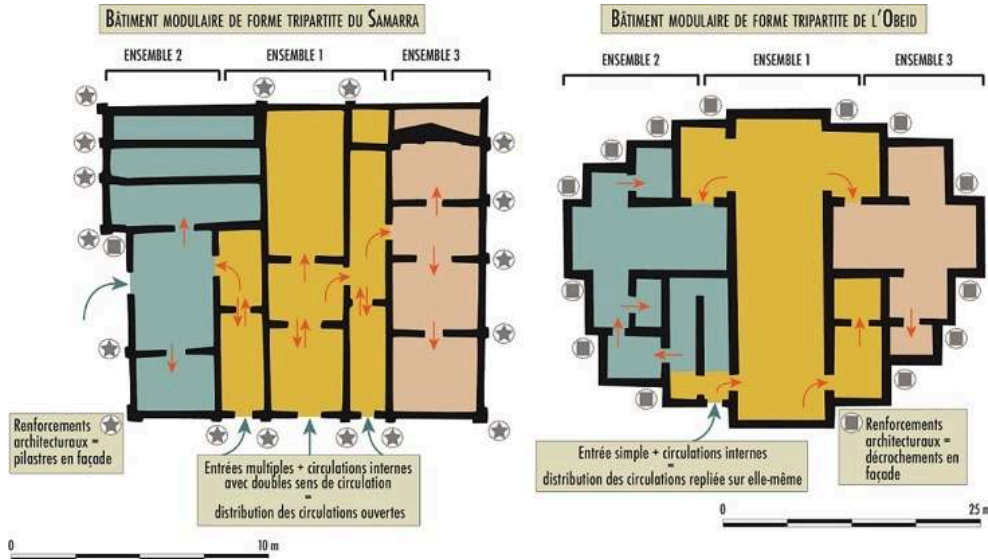 BÂTIMENT MODULAIRE DE FORME TRIPARTITE DU SAMARRA
ENSEMBLE 2
ENSEMBLE 1
ENSEMBLE 3
Renforcements
architecturaux =
pilastres en façade
Entrées multiples + circulations internes
avec doubles sens de circulation
=
distribution des circulations ouvertes
0
10 m
BÂTIMENT MODULAIRE DE FORME TRIPARTITE DE L'OBEID
ENSEMBLE 2
ENSEMBLE 1
ENSEMBLE 3
Entrée simple + circulations internes
=
distribution des circulations repliée sur elle-même
Renforcements
architecturaux =
décrochements en
façade
0
25 m